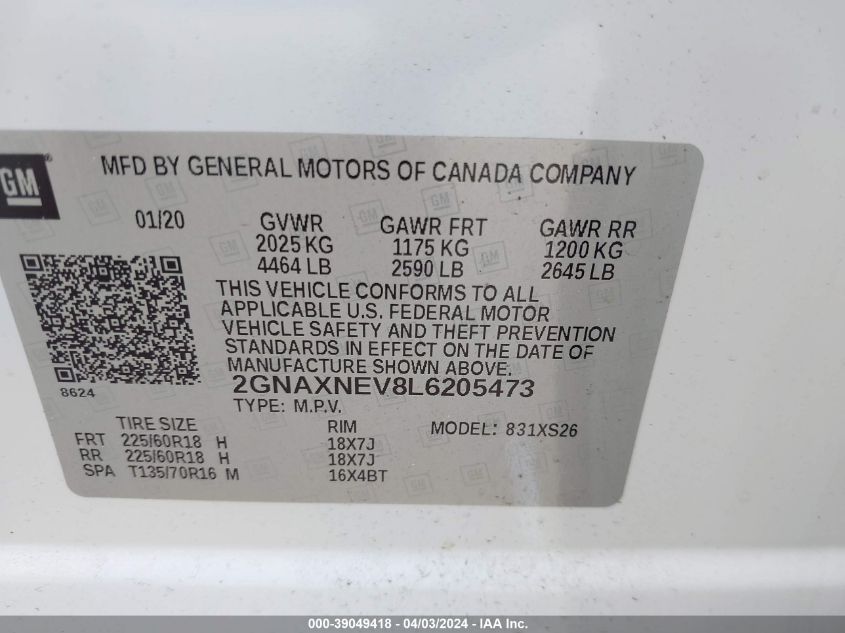 GM
MFD BY GENERAL MOTORS OF CANADA COMPANY
01/20 GVWR GAWR FRT GAWR RR
2025 KG 1175 KG 1200 KG
4464 LB 2590 LB 2645 LB
THIS VEHICLE CONFORMS TO ALL
APPLICABLE U.S. FEDERAL MOTOR
VEHICLE SAFETY AND THEFT PREVENTION
STANDARDS IN EFFECT ON THE DATE OF
MANUFACTURE SHOWN ABOVE.
8624 2GNAXNEV8L6205473
TYPE: M.P.V.
TIRE SIZE RIM MODEL: 831XS26
FRT 225/60R18 H 18X7J
RR 225/60R18 H 18X7J
SPA T135/70R16 M 16X4BT
000-39049418 - 04/03/2024 - IAA Inc.